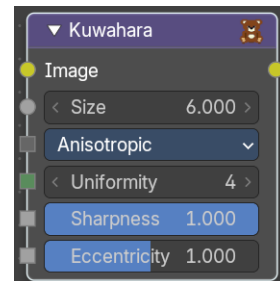 Kuwahara
Image
Size 6.000
Anisotropic
Uniformity 4
Sharpness 1.000
Eccentricity 1.000